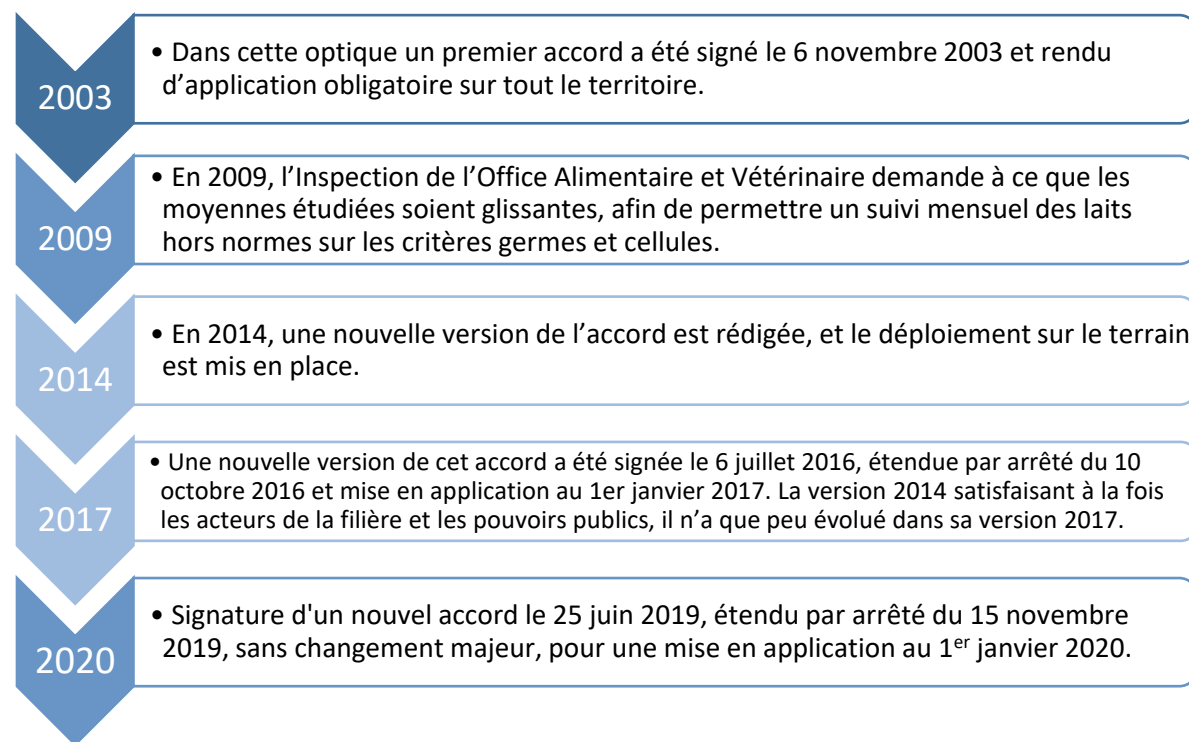 2003
• Dans cette optique un premier accord a été signé le 6 novembre 2003 et rendu
d’application obligatoire sur tout le territoire.
2009
• En 2009, l’Inspection de l’Office Alimentaire et Vétérinaire demande à ce que les
moyennes étudiées soient glissantes, afin de permettre un suivi mensuel des laits
hors normes sur les critères germes et cellules.
2014
• En 2014, une nouvelle version de l’accord est rédigée, et le déploiement sur le terrain
est mis en place.
2017
• Une nouvelle version de cet accord a été signée le 6 juillet 2016, étendue par arrêté du 10
octobre 2016 et mise en application au 1er janvier 2017. La version 2014 satisfaisant à la fois
les acteurs de la filière et les pouvoirs publics, il n’a que peu évolué dans sa version 2017.
2020
• Signature d'un nouvel accord le 25 juin 2019, étendu par arrêté du 15 novembre
2019, sans changement majeur, pour une mise en application au 1er janvier 2020.